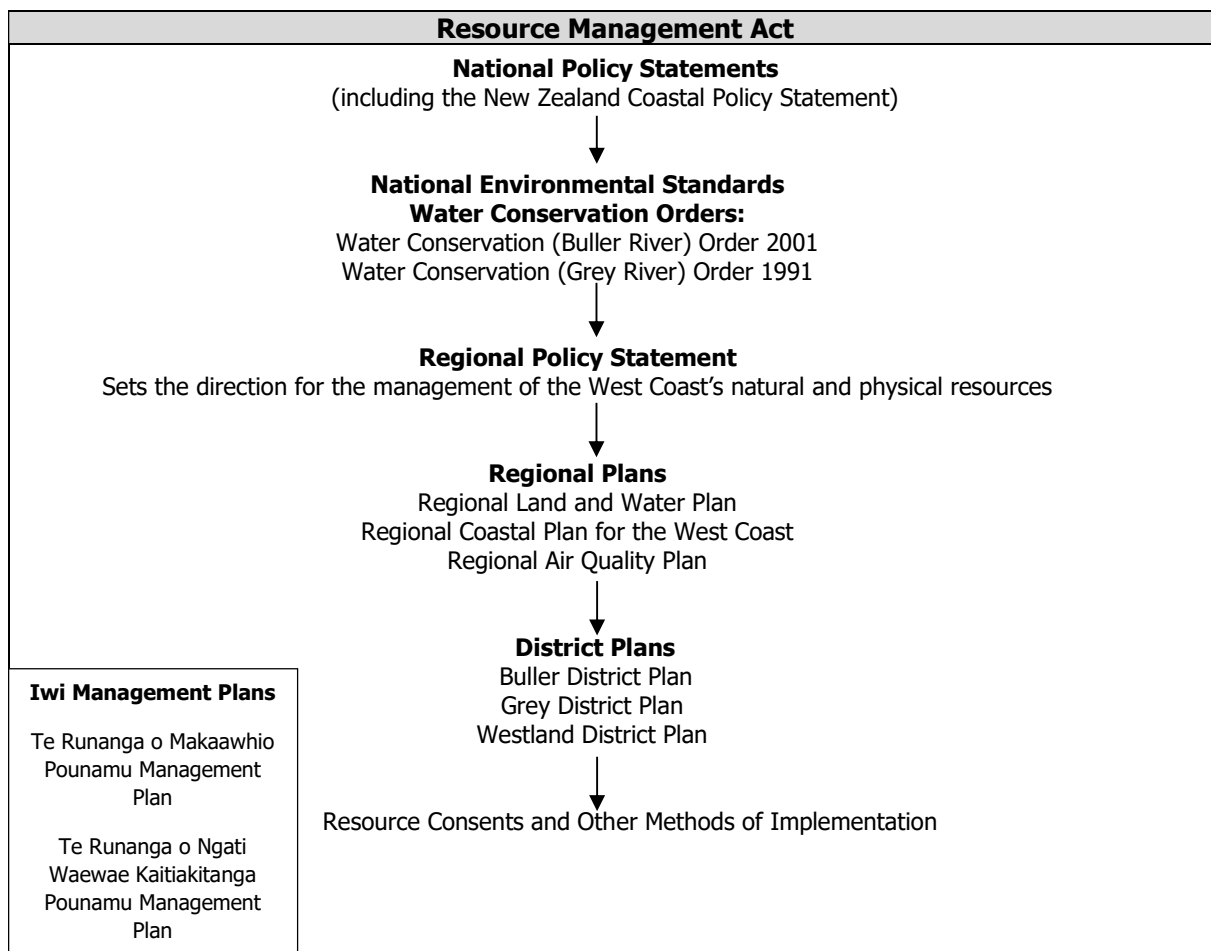 Resource Management Act
National Policy Statements
(including the New Zealand Coastal Policy Statement)
National Environmental Standards
Water Conservation Orders:
Water Conservation (Buller River) Order 2001
Water Conservation (Grey River) Order 1991
Regional Policy Statement
Sets the direction for the management of the West Coast's natural and physical resources
Regional Plans
Regional Land and Water Plan
Regional Coastal Plan for the West Coast
Regional Air Quality Plan
District Plans
Buller District Plan
Grey District Plan
Westland District Plan
Resource Consents and Other Methods of Implementation
Iwi Management Plans
Te Runanga o Makaawhio
Pounamu Management
Plan
Te Runanga o Ngati
Waewae Kaitiakitanga
Pounamu Management
Plan